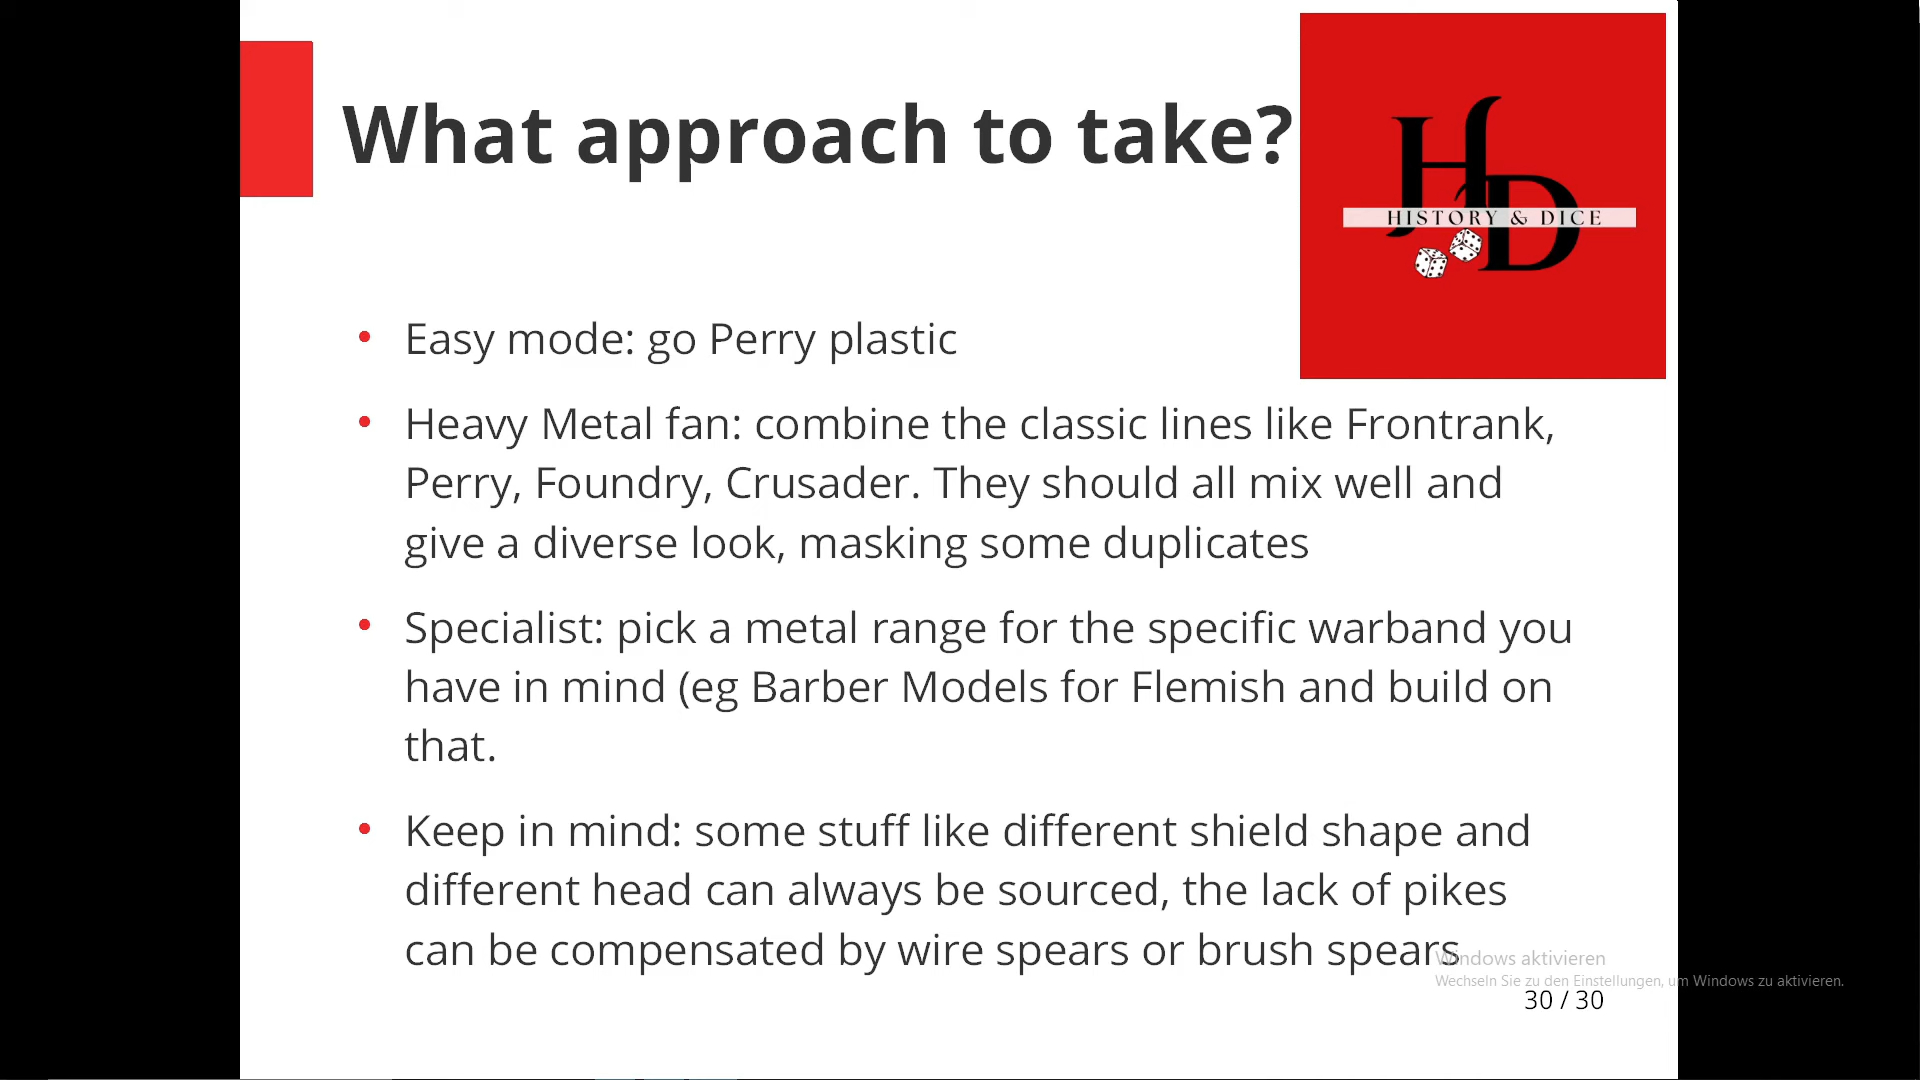 What approach to take?
HD
HISTORY & DICE
• Easy mode: go Perry plastic
• Heavy Metal fan: combine the classic lines like Frontrank,
Perry, Foundry, Crusader. They should all mix well and
give a diverse look, masking some duplicates
• Specialist: pick a metal range for the specific warband you
have in mind (eg Barber Models for Flemish and build on
that.
• Keep in mind: some stuff like different shield shape and
different head can always be sourced, the lack of pikes
can be compensated by wire spears or brush spears
Windows aktivieren
Wechseln Sie zu den Einstellungen, um Windows zu aktivieren.
30 / 30